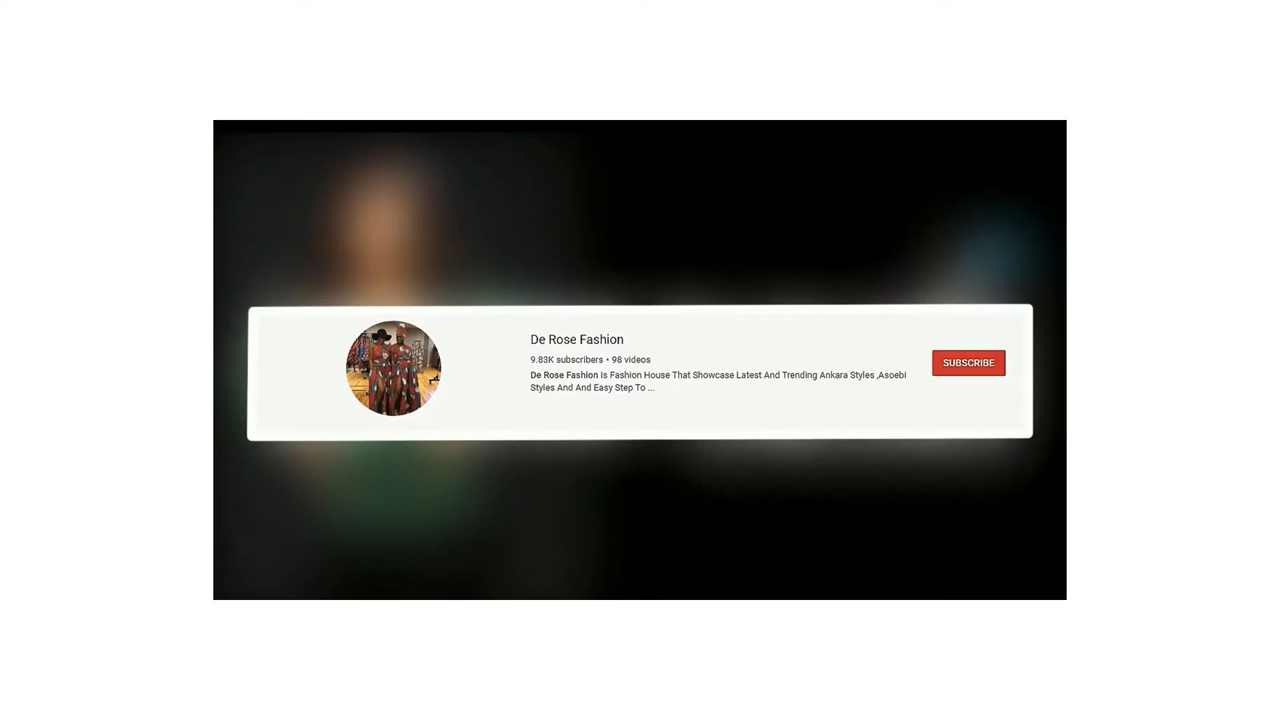 De Rose Fashion
9.83K subscribers • 98 videos
De Rose Fashion Is Fashion House That Showcase Latest And Trending Ankara Styles ,Asoebi
Styles And And Easy Step To ...
SUBSCRIBE